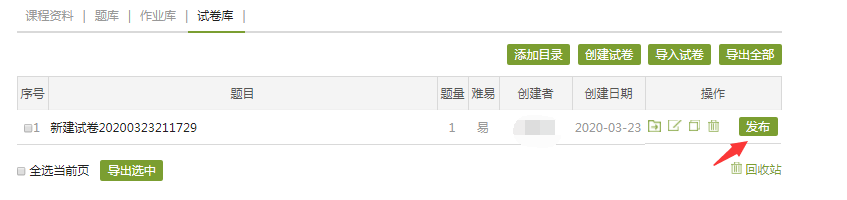 课程资料 | 题库 | 作业库 | 试卷库 |
添加目录 创建试卷 导入试卷 导出全部
序号 题目 题量 难易 创建者 创建日期 操作
1 新建试卷20200323211729 1 易 2020-03-23 发布
全选当前页 导出选中 回收站